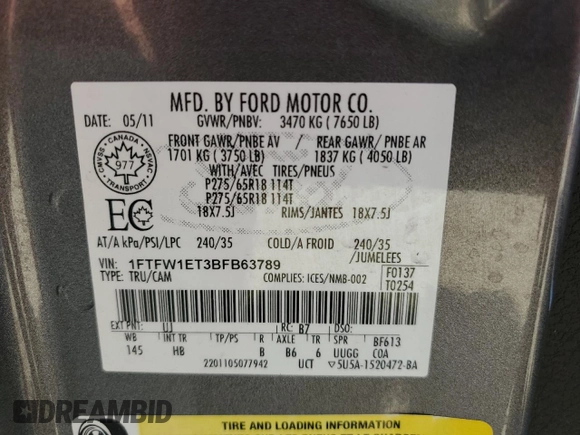 MFD. BY FORD MOTOR CO.
DATE: 05/11 GVWR/PNBV: 3470 KG ( 7650 LB)
FRONT GAWR/PNBE AV REAR GAWR/ PNBE AR
1701 KG ( 3750 LB) 1837 KG ( 4050 LB)
WITH/AVEC TIRES/PNEUS
P275/65R18 114T
P275/65R18 114T
18X7.5J RIMS/JANTES 18X7.5J
CANADA
CMVSS NSVAC
977
TRANSPORT
EC
AT/A kPa/PSI/LPC 240/35 COLD/A FROID 240/35
/JUMELEES
VIN: 1FTFW1ET3BFB63789 F0137
TYPE: TRU/CAM COMPLIES: ICES/NMB-002 T0254
EXT PNT: UJ RC: B7 DSO:
WB INT TR TP/PS R AXLE TR SPR BF613
145 HB B B6 6 UUGG COA
2201105077942 UCT 5U5A-1520472-BA
DREAMBID
TIRE AND LOADING INFORMATION